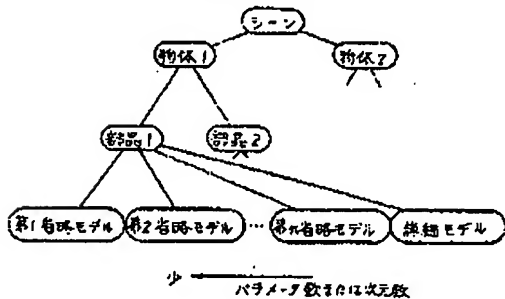 シーン
物体1 物体2
部品1 部品2
第1省略モデル 第2省略モデル … 第n省略モデル 詳細モデル
少 ←
パラメータ数または次元数